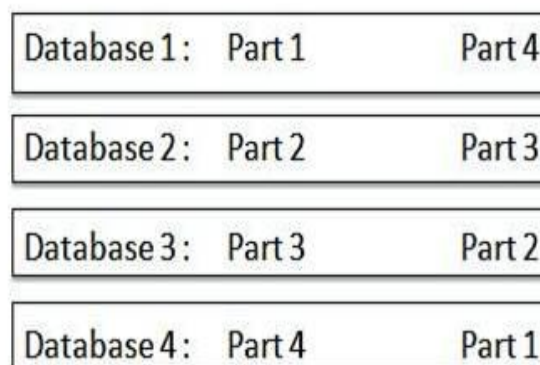 Database 1: Part 1 Part 4
Database 2: Part 2 Part 3
Database 3: Part 3 Part 2
Database 4: Part 4 Part 1